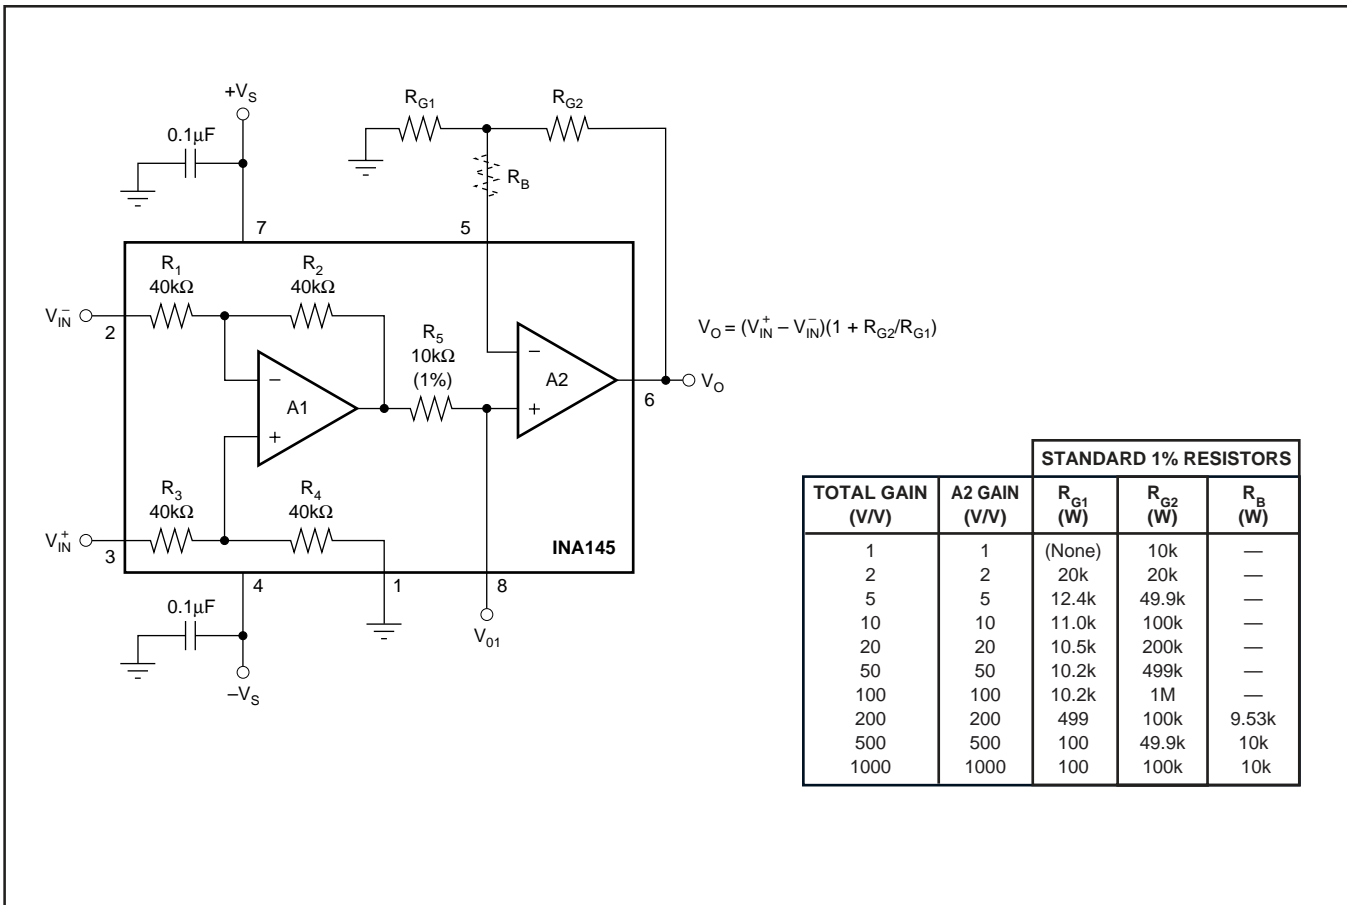 +V_S
0.1μF
R_G1
R_G2
R_B
7
5
R_1
40kΩ
R_2
40kΩ
V_IN^–
2
R_5
10kΩ
(1%)
–
A1
+
–
A2
+
6
V_O
V_O = (V_IN^+ – V_IN^–)(1 + R_G2/R_G1)
R_3
40kΩ
R_4
40kΩ
V_IN^+
3
INA145
4
1
8
0.1μF
–V_S
V_01
STANDARD 1% RESISTORS
TOTAL GAIN (V/V) A2 GAIN (V/V) R_G1 (W) R_G2 (W) R_B (W)
1 1 (None) 10k —
2 2 20k 20k —
5 5 12.4k 49.9k —
10 10 11.0k 100k —
20 20 10.5k 200k —
50 50 10.2k 499k —
100 100 10.2k 1M —
200 200 499 100k 9.53k
500 500 100 49.9k 10k
1000 1000 100 100k 10k